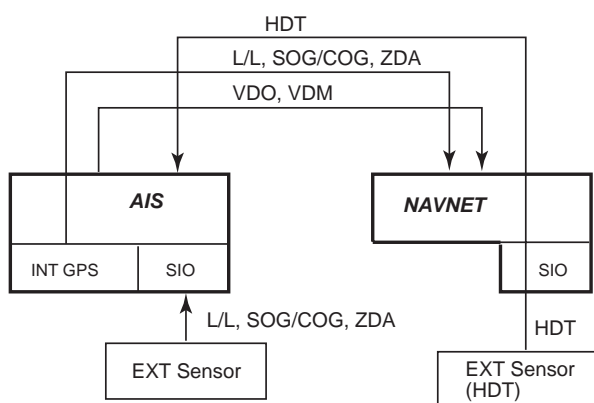 HDT
L/L, SOG/COG, ZDA
VDO, VDM
AIS
NAVNET
INT GPS
SIO
SIO
L/L, SOG/COG, ZDA
HDT
EXT Sensor
EXT Sensor
(HDT)